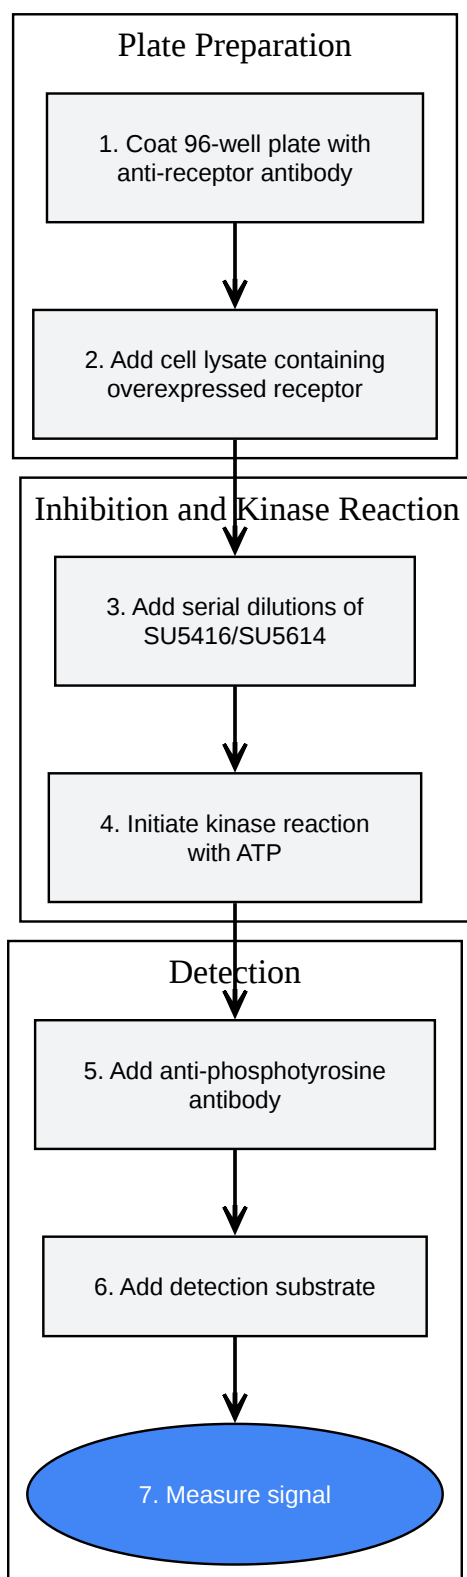 Plate Preparation
1. Coat 96-well plate with
anti-receptor antibody
2. Add cell lysate containing
overexpressed receptor
Inhibition and Kinase Reaction
3. Add serial dilutions of
SU5416/SU5614
4. Initiate kinase reaction
with ATP
Detection
5. Add anti-phosphotyrosine
antibody
6. Add detection substrate
7. Measure signal